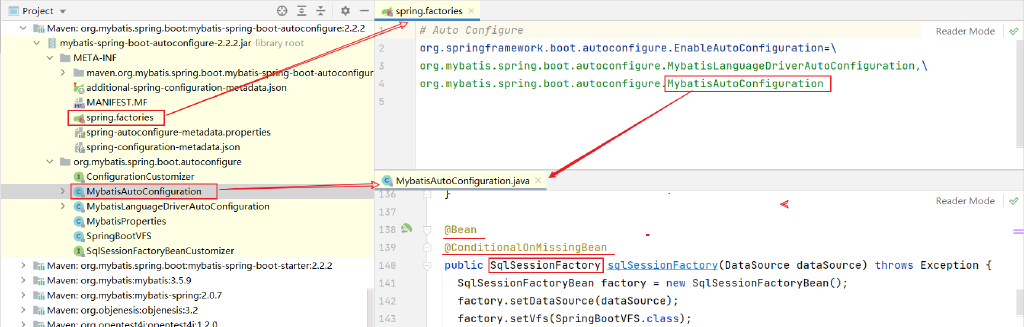 Project
Maven: org.mybatis.spring.boot:mybatis-spring-boot-autoconfigure:2.2.2
mybatis-spring-boot-autoconfigure-2.2.2.jar library root
META-INF
maven.org.mybatis.spring.boot.mybatis-spring-boot-autoconfigur
additional-spring-configuration-metadata.json
MANIFEST.MF
spring.factories
spring-autoconfigure-metadata.properties
spring-configuration-metadata.json
org.mybatis.spring.boot.autoconfigure
ConfigurationCustomizer
MybatisAutoConfiguration
MybatisLanguageDriverAutoConfiguration
MybatisProperties
SpringBootVFS
SqlSessionFactoryBeanCustomizer
Maven: org.mybatis.spring.boot:mybatis-spring-boot-starter:2.2.2
Maven: org.mybatis:mybatis:3.5.9
Maven: org.mybatis:mybatis-spring:2.0.7
Maven: org.objenesis:objenesis:3.2
Maven: org.opentest4j:opentest4j:1.2.0
spring.factories
Reader Mode
1 # Auto Configure
2 org.springframework.boot.autoconfigure.EnableAutoConfiguration=\
3 org.mybatis.spring.boot.autoconfigure.MybatisLanguageDriverAutoConfiguration,\
4 org.mybatis.spring.boot.autoconfigure.MybatisAutoConfiguration
5
MybatisAutoConfiguration.java
Reader Mode
136 }
137
138 @Bean
139 @ConditionalOnMissingBean
140 public SqlSessionFactory sqlSessionFactory(DataSource dataSource) throws Exception {
141 SqlSessionFactoryBean factory = new SqlSessionFactoryBean();
142 factory.setDataSource(dataSource);
143 factory.setVfs(SpringBootVFS.class);